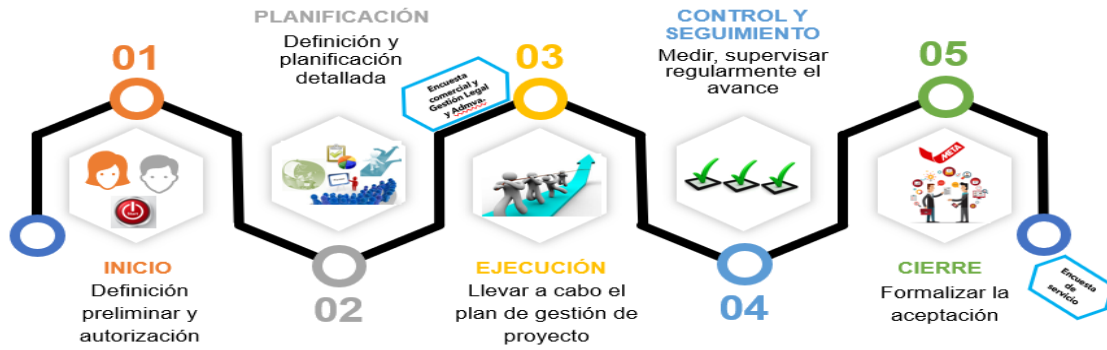 01
INICIO
Definición
preliminar y
autorización
PLANIFICACIÓN
Definición y
planificación
detallada
02
Encuesta
comercial y
Gestión Legal
y Admva.
03
EJECUCIÓN
Llevar a cabo el
plan de gestión de
proyecto
CONTROL Y
SEGUIMIENTO
Medir, supervisar
regularmente el
avance
04
05
META
CIERRE
Formalizar la
aceptación
Encuesta
de
servicio